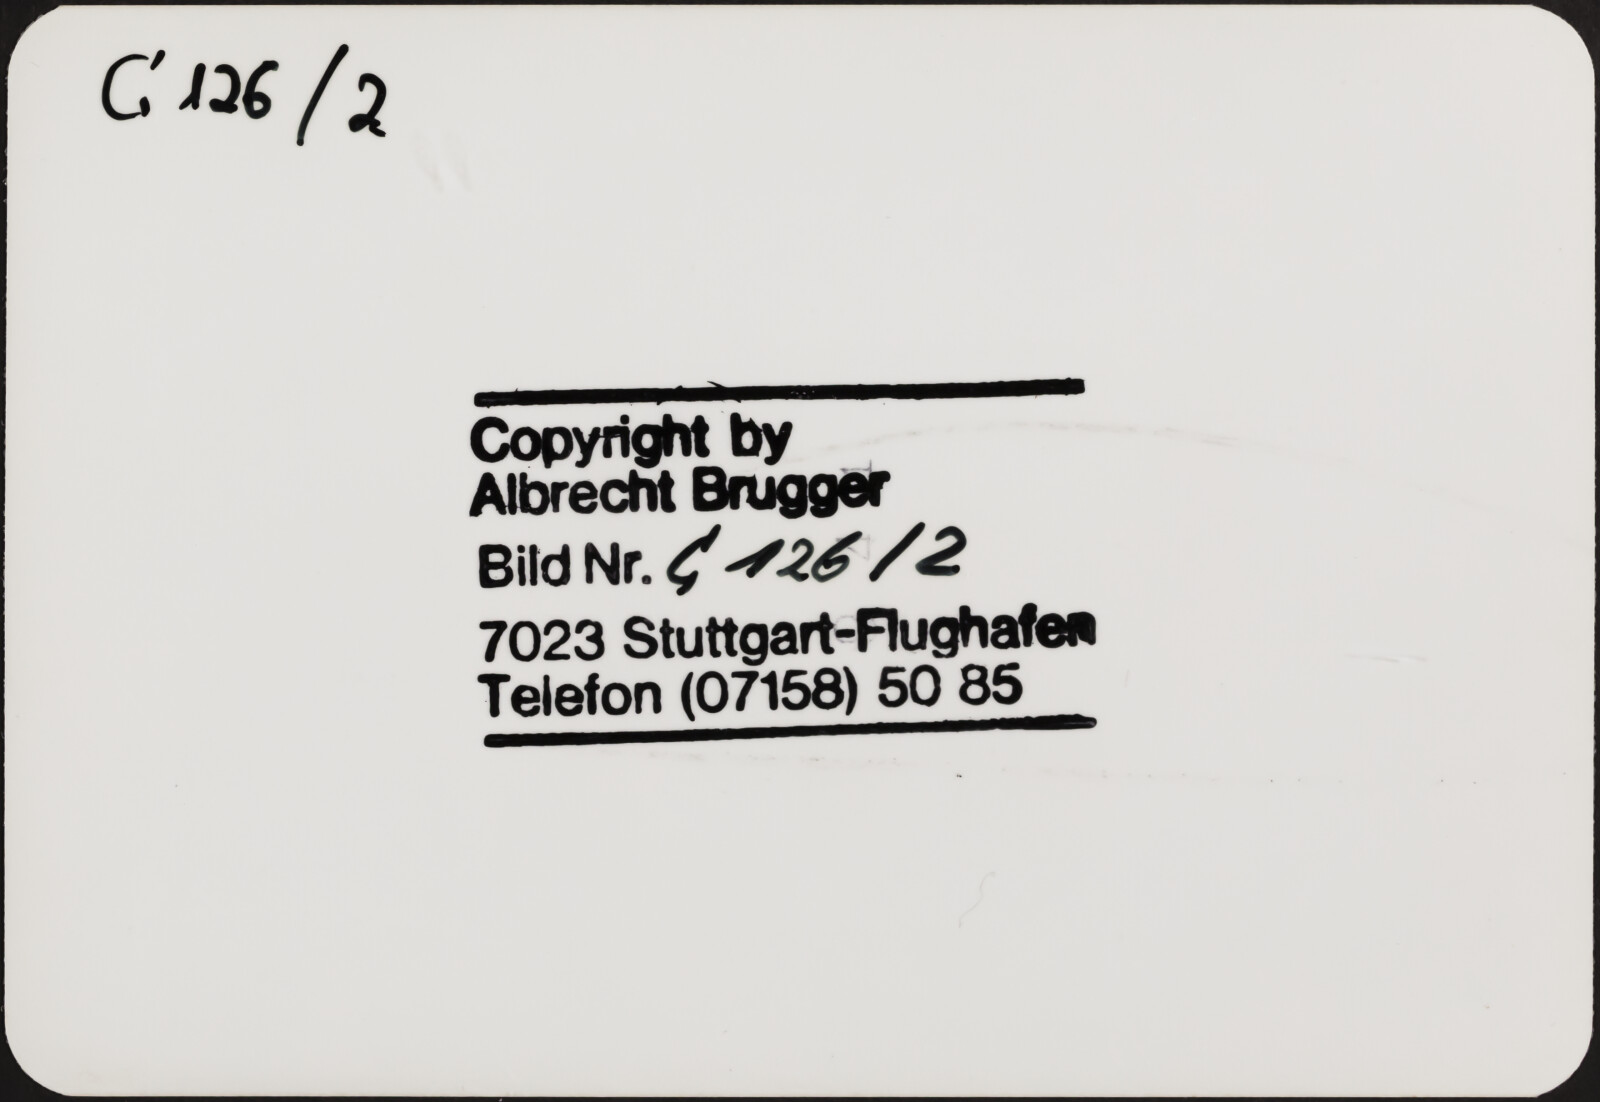 G 126/2
Copyright by
Albrecht Brugger
Bild Nr. G 126/2
7023 Stuttgart-Flughafen
Telefon (07158) 50 85